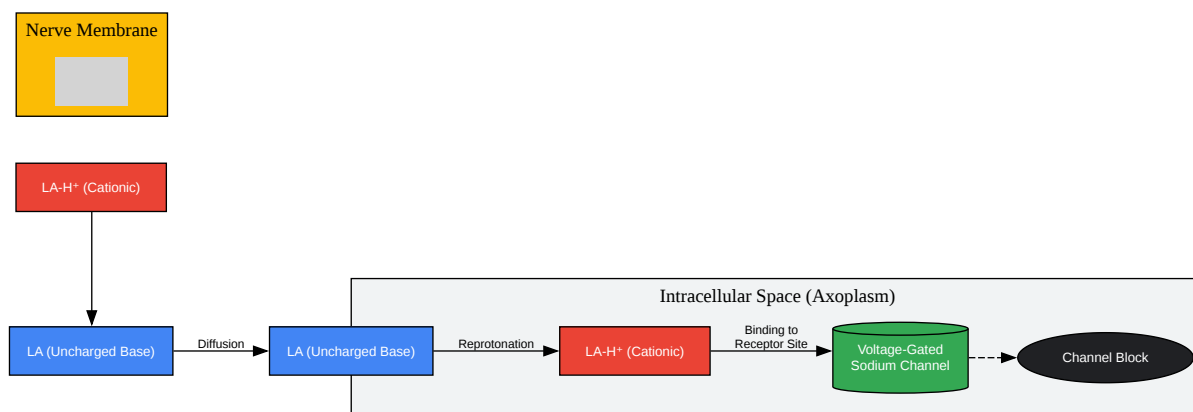 Nerve Membrane
LA-H⁺ (Cationic)
Intracellular Space (Axoplasm)
LA (Uncharged Base)
Diffusion
LA (Uncharged Base)
Reprotonation
LA-H⁺ (Cationic)
Binding to
Receptor Site
Voltage-Gated
Sodium Channel
Channel Block